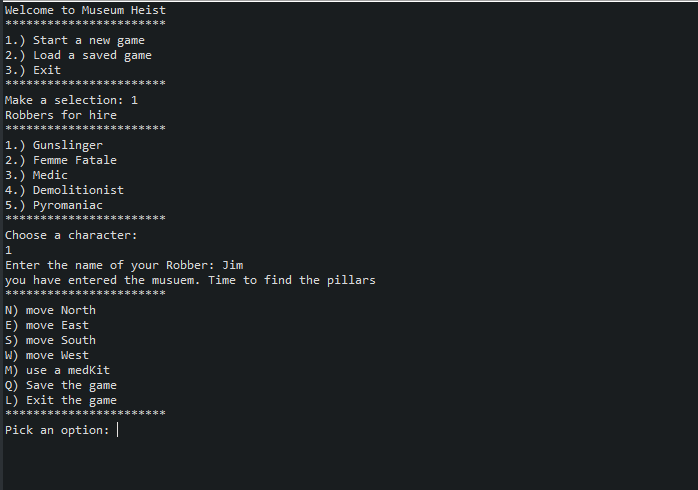 Welcome to Museum Heist
***********************
1.) Start a new game
2.) Load a saved game
3.) Exit
***********************
Make a selection: 1
Robbers for hire
***********************
1.) Gunslinger
2.) Femme Fatale
3.) Medic
4.) Demolitionist
5.) Pyromaniac
***********************
Choose a character:
1
Enter the name of your Robber: Jim
you have entered the musuem. Time to find the pillars
***********************
N) move North
E) move East
S) move South
W) move West
M) use a medKit
Q) Save the game
L) Exit the game
***********************
Pick an option: